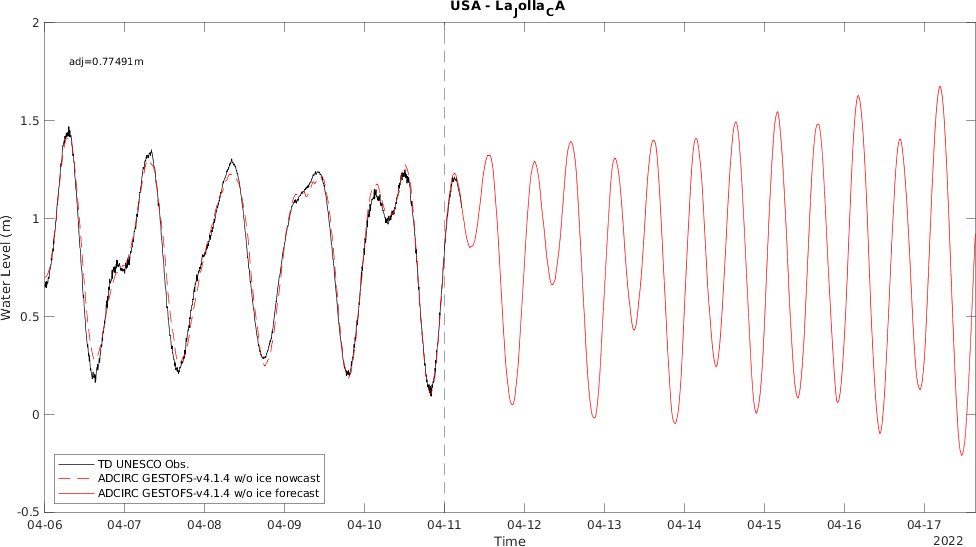 USA - LaJollaCA
adj=0.77491m
2
1.5
1
0.5
0
-0.5
Water Level (m)
TD UNESCO Obs.
ADCIRC GESTOFS-v4.1.4 w/o ice nowcast
ADCIRC GESTOFS-v4.1.4 w/o ice forecast
04-06 04-07 04-08 04-09 04-10 04-11 04-12 04-13 04-14 04-15 04-16 04-17
Time
2022